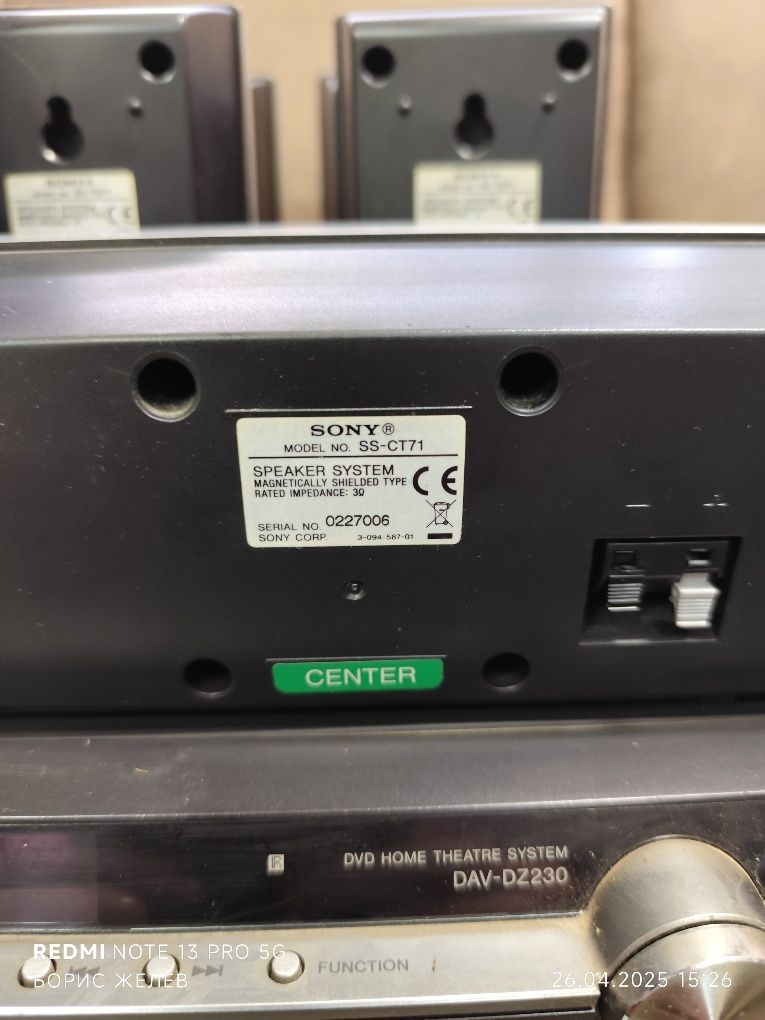 SONY
SONY
SONY®
MODEL NO. SS-CT71
SPEAKER SYSTEM
MAGNETICALLY SHIELDED TYPE
RATED IMPEDANCE: 3Ω
CE
SERIAL NO. 0227006
SONY CORP. 3-094-587-01
− +
CENTER
DVD HOME THEATRE SYSTEM
DAV-DZ230
FUNCTION
REDMI NOTE 13 PRO 5G
БОРИС ЖЕЛЕВ
26.04.2025 15:26